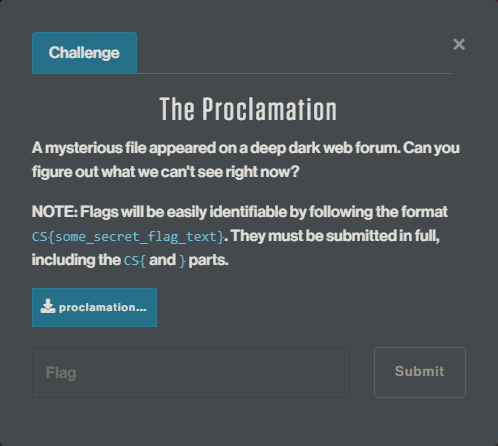 Challenge
×
The Proclamation
A mysterious file appeared on a deep dark web forum. Can you
figure out what we can't see right now?
NOTE: Flags will be easily identifiable by following the format
CS{some_secret_flag_text}. They must be submitted in full,
including the CS{ and } parts.
proclamation...
Flag
Submit